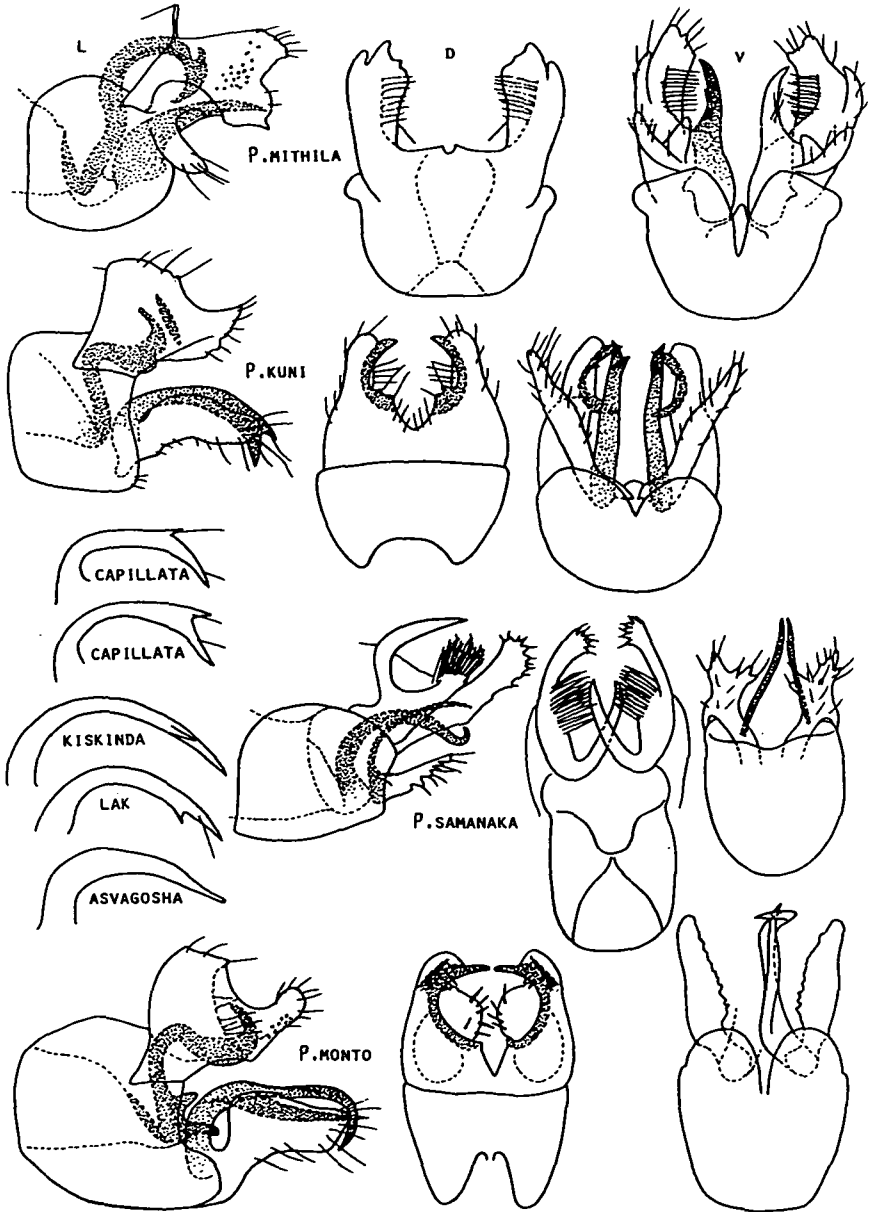 L
D
V
P.MITHILA
P.KUNI
CAPILLATA
CAPILLATA
KISKINDA
LAK
P.SAMANAKA
ASVAGOSHA
P.MONTO